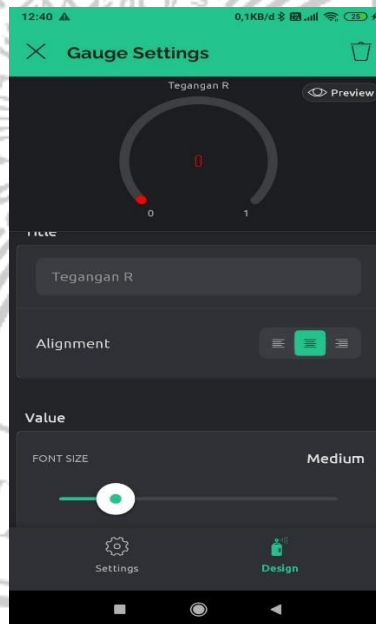 12:40 0,1KB/d 25
Gauge Settings
Tegangan R
Preview
0
0 1
Title
Tegangan R
Alignment
Value
FONT SIZE Medium
Settings Design